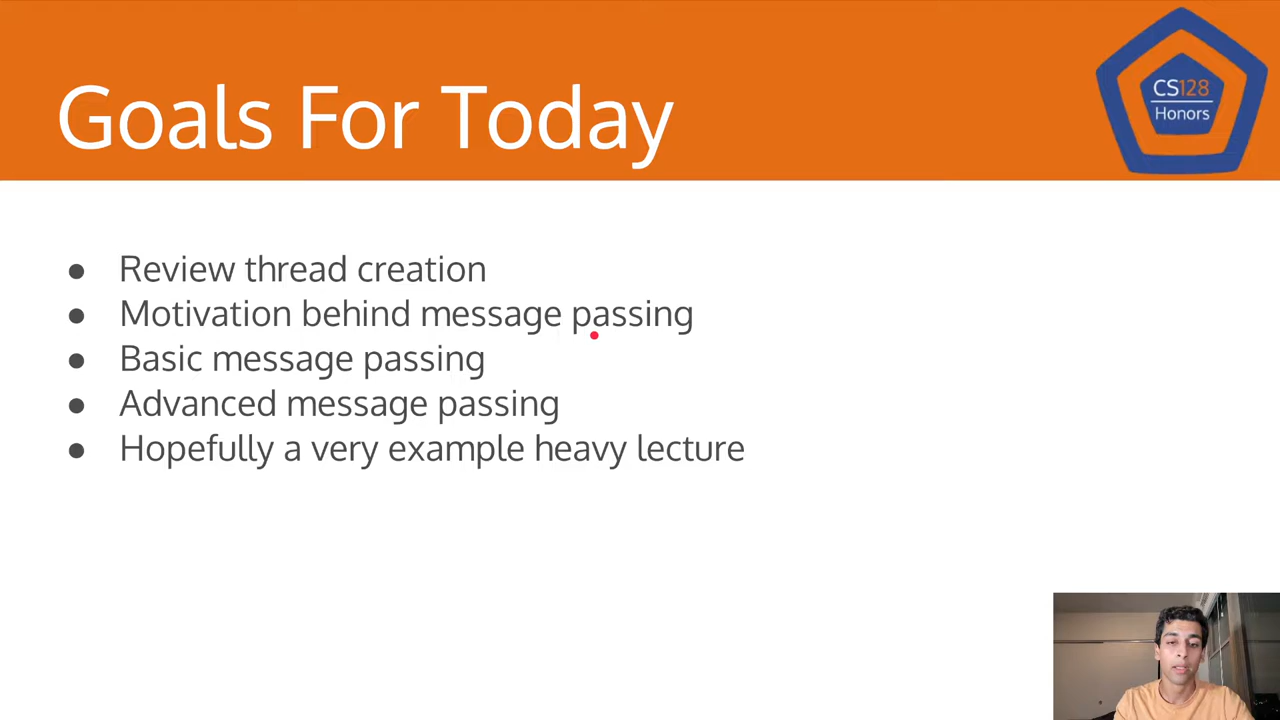 Goals For Today
CS128
Honors
● Review thread creation
● Motivation behind message passing
● Basic message passing
● Advanced message passing
● Hopefully a very example heavy lecture